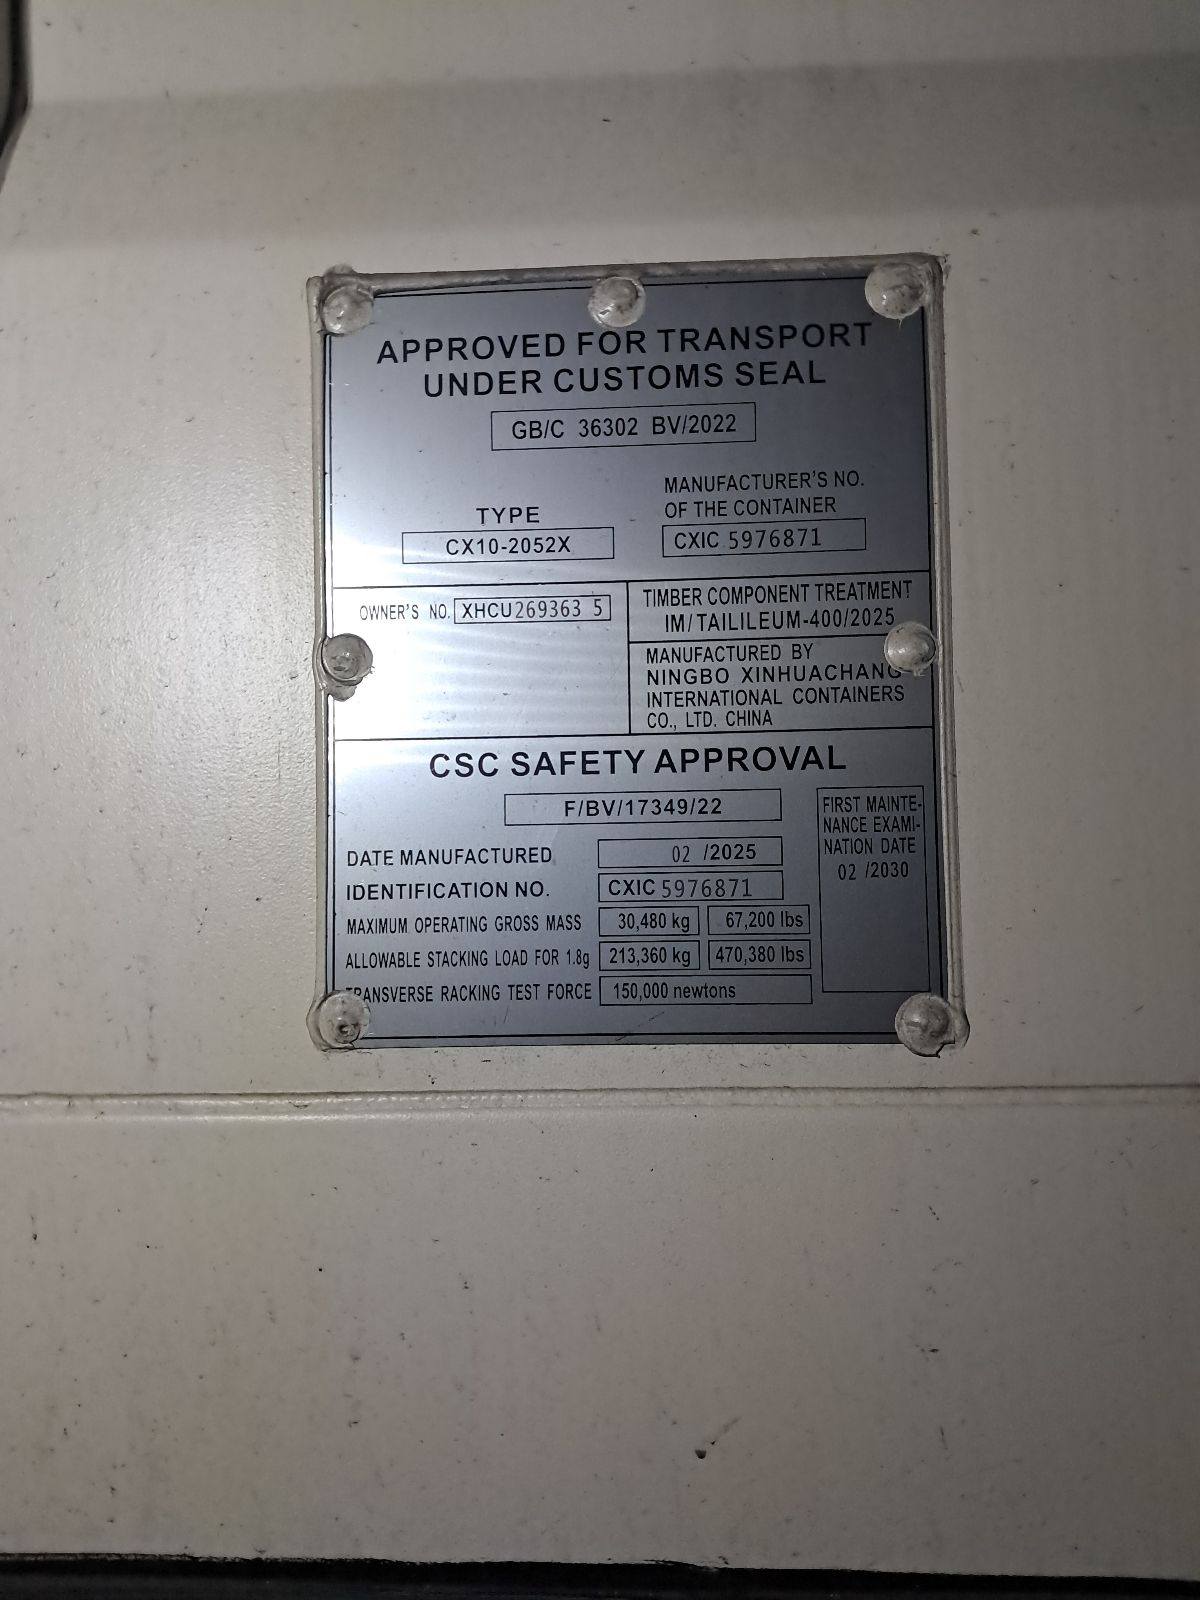 APPROVED FOR TRANSPORT
UNDER CUSTOMS SEAL
GB/C 36302 BV/2022
TYPE
CX10-2052X
MANUFACTURER'S NO.
OF THE CONTAINER
CXIC 5976871
OWNER'S NO. XHCU269363 5
TIMBER COMPONENT TREATMENT
IM/TAILILEUM-400/2025
MANUFACTURED BY
NINGBO XINHUACHANG
INTERNATIONAL CONTAINERS
CO., LTD. CHINA
CSC SAFETY APPROVAL
F/BV/17349/22
DATE MANUFACTURED 02 /2025
IDENTIFICATION NO. CXIC 5976871
MAXIMUM OPERATING GROSS MASS 30,480 kg 67,200 lbs
ALLOWABLE STACKING LOAD FOR 1.8g 213,360 kg 470,380 lbs
TRANSVERSE RACKING TEST FORCE 150,000 newtons
FIRST MAINTE-
NANCE EXAMI-
NATION DATE
02 /2030